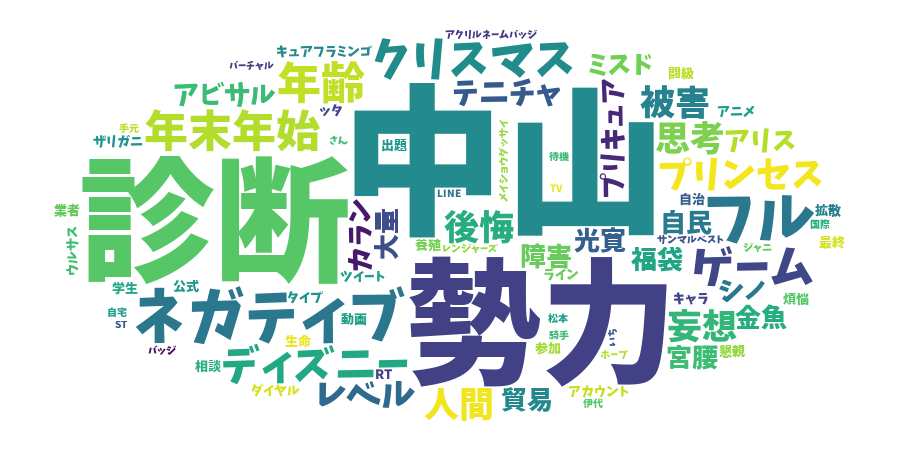 アクリルネームバッジ
キュアフラミンゴ
クリスマス
バーチャル
年齢
ミスド
闘級
アビサル
ッタ
テニチヤ
被害
アニメ
プリキュア
手元
ザリガニ
年末年始
さん
出題
中山
メイショウダッサイ
待機
思考
アリス
TV
プリンセス
診断
LINE
自治
業者
カラン
大量
後悔
光寛
自民
フル
拡散
国際
ウルサス
養殖
レンジャーズ
障害
サンマルベスト
ジャニ
最終
ツイート
ライン
福袋
ゲーム
学生
公式
勢力
キャラ
シノ
煩悩
ネガティブ
タイプ
自宅
ST
動画
松本
妄想
金魚
バッジ
生命
騎手
いち
相談
ディズニー
RT
参加
ホープ
宮腰
懇親
ダイヤル
レベル
人間
貿易
アカウント
伊代